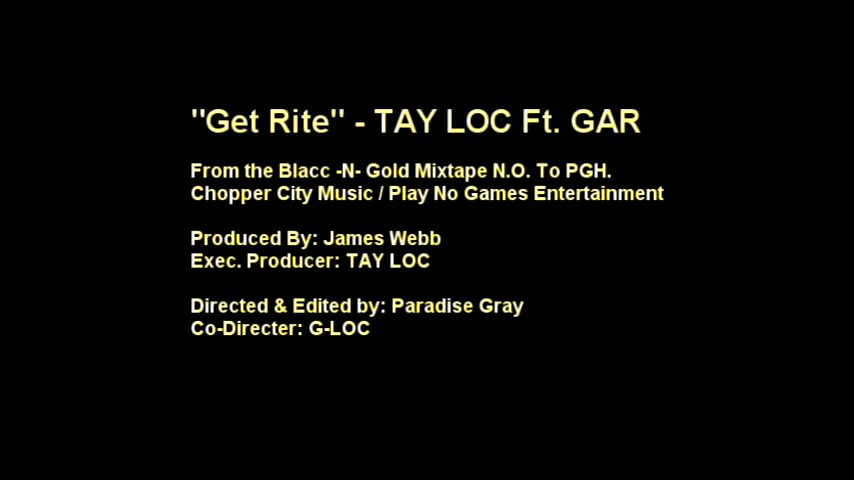 "Get Rite" - TAY LOC Ft. GAR
From the Blacc -N- Gold Mixtape N.O. To PGH.
Chopper City Music / Play No Games Entertainment
Produced By: James Webb
Exec. Producer: TAY LOC
Directed & Edited by: Paradise Gray
Co-Directer: G-LOC